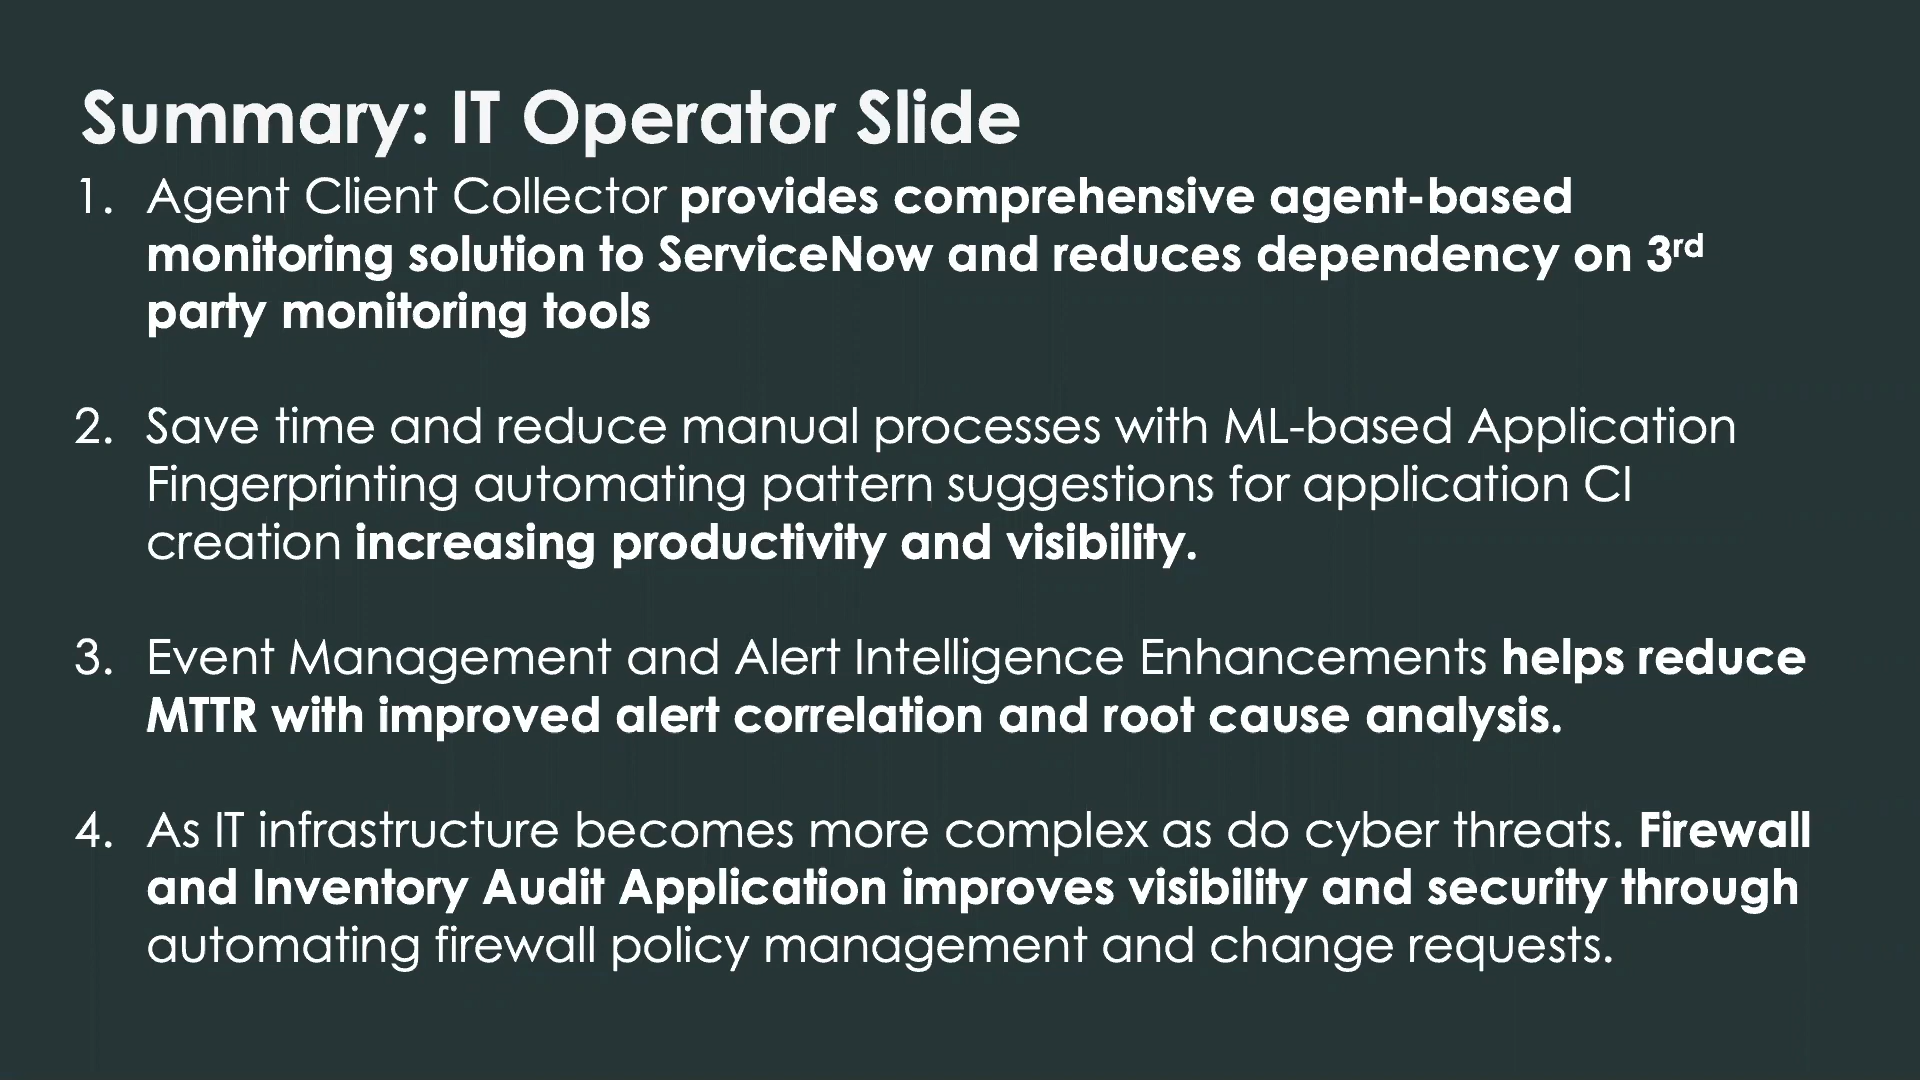 Summary: IT Operator Slide
1. Agent Client Collector provides comprehensive agent-based
monitoring solution to ServiceNow and reduces dependency on 3rd
party monitoring tools
2. Save time and reduce manual processes with ML-based Application
Fingerprinting automating pattern suggestions for application CI
creation increasing productivity and visibility.
3. Event Management and Alert Intelligence Enhancements helps reduce
MTTR with improved alert correlation and root cause analysis.
4. As IT infrastructure becomes more complex as do cyber threats. Firewall
and Inventory Audit Application improves visibility and security through
automating firewall policy management and change requests.